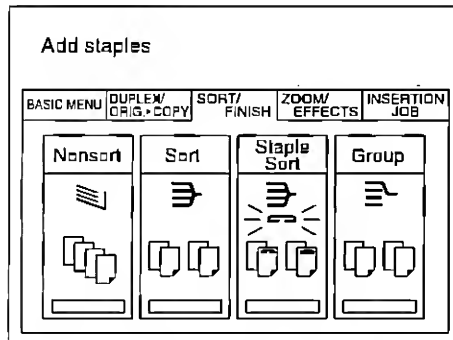 Add staples
BASIC MENU
DUPLEX/
ORIG.▸COPY
SORT/
FINISH
ZOOM/
EFFECTS
INSERTION
JOB
Nonsort
Sort
Staple
Sort
Group